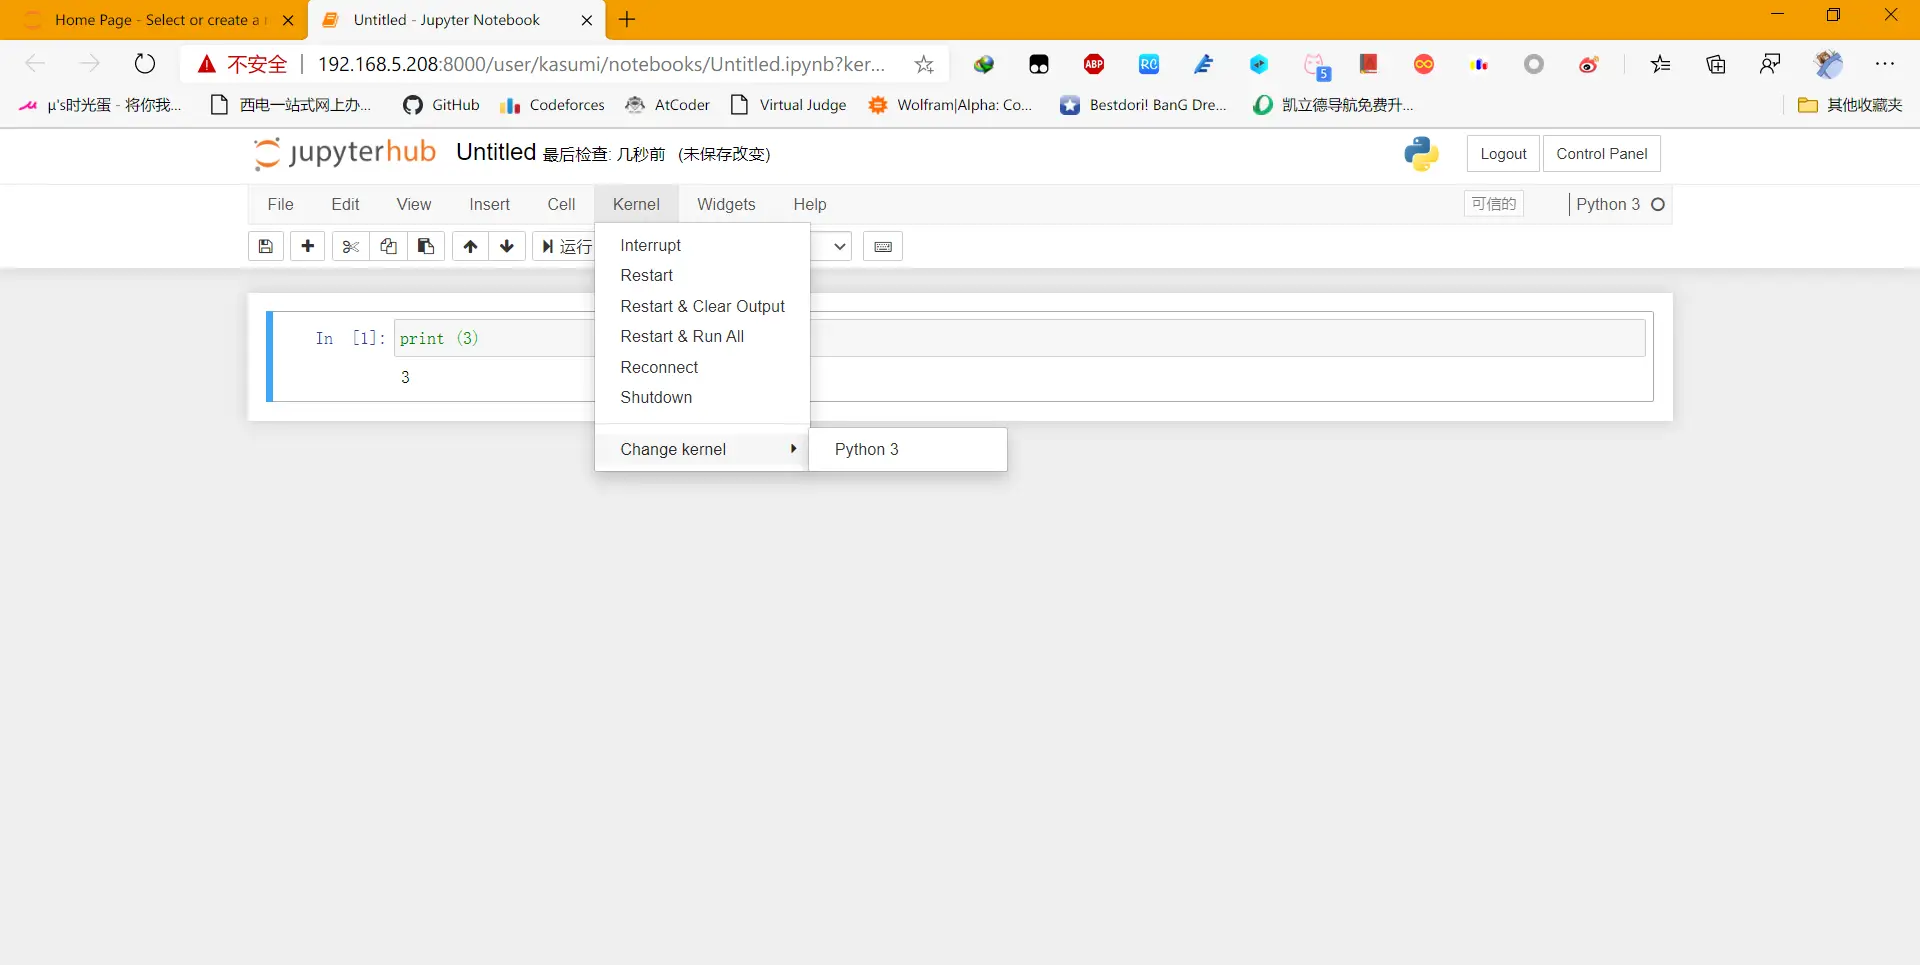 Home Page - Select or create a
Untitled - Jupyter Notebook
不安全
192.168.5.208:8000/user/kasumi/notebooks/Untitled.ipynb?ker...
ABP
RC
5
μ's时光蛋 - 将你我...
西电一站式网上办...
GitHub
Codeforces
AtCoder
Virtual Judge
Wolfram|Alpha: Co...
Bestdori! BanG Dre...
凯立德导航免费升...
其他收藏夹
jupyterhub
Untitled 最后检查: 几秒前 (未保存改变)
Logout
Control Panel
File
Edit
View
Insert
Cell
Kernel
Widgets
Help
可信的
Python 3
运行
Interrupt
Restart
Restart & Clear Output
Restart & Run All
Reconnect
Shutdown
Change kernel
Python 3
In [1]: print (3)
3